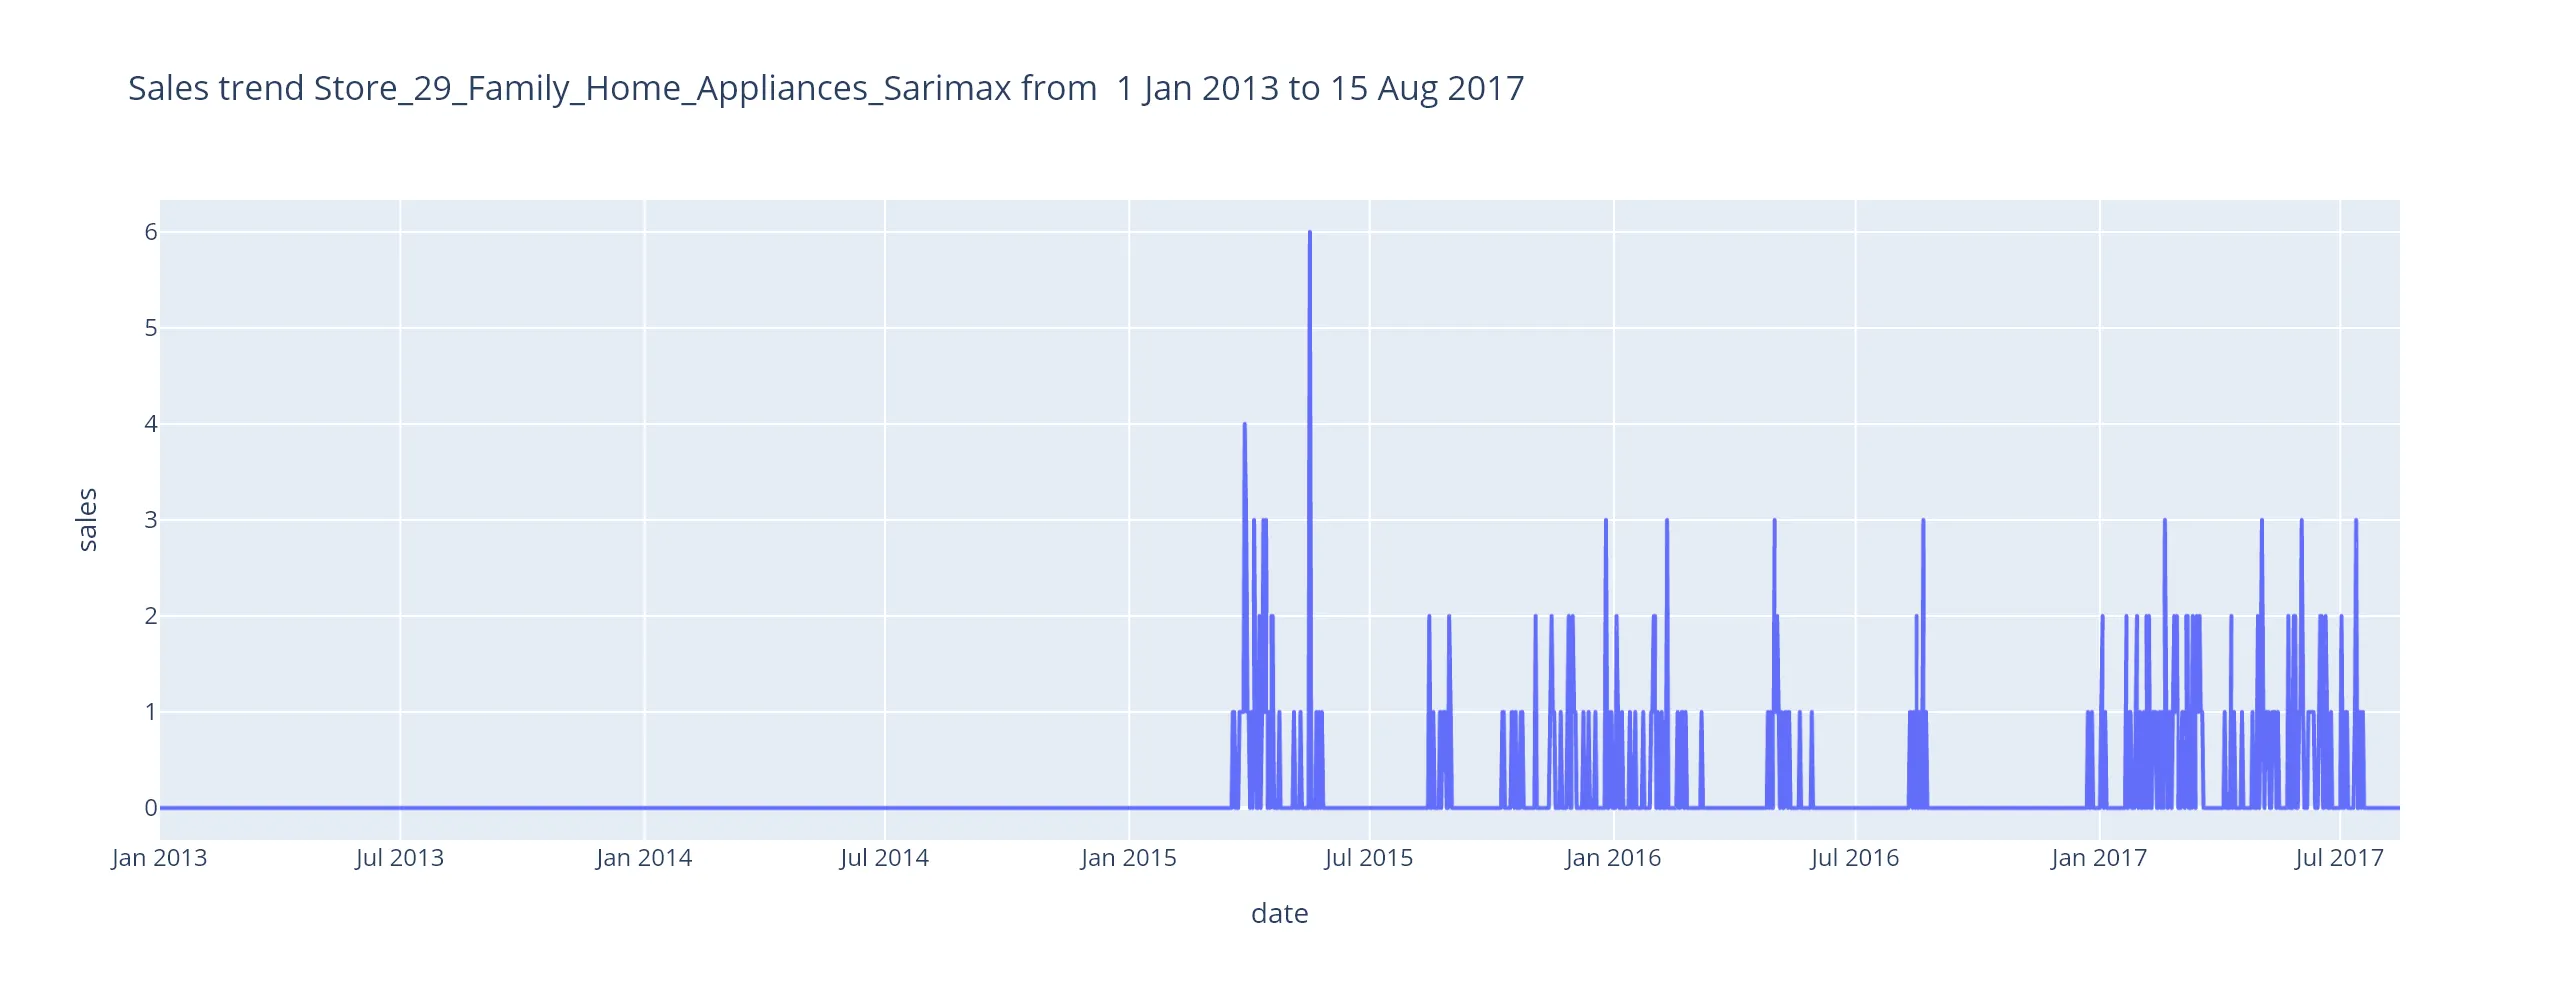 Sales trend Store_29_Family_Home_Appliances_Sarimax from  1 Jan 2013 to 15 Aug 2017
6
5
4
3
2
1
0
sales
Jan 2013 Jul 2013 Jan 2014 Jul 2014 Jan 2015 Jul 2015 Jan 2016 Jul 2016 Jan 2017 Jul 2017
date